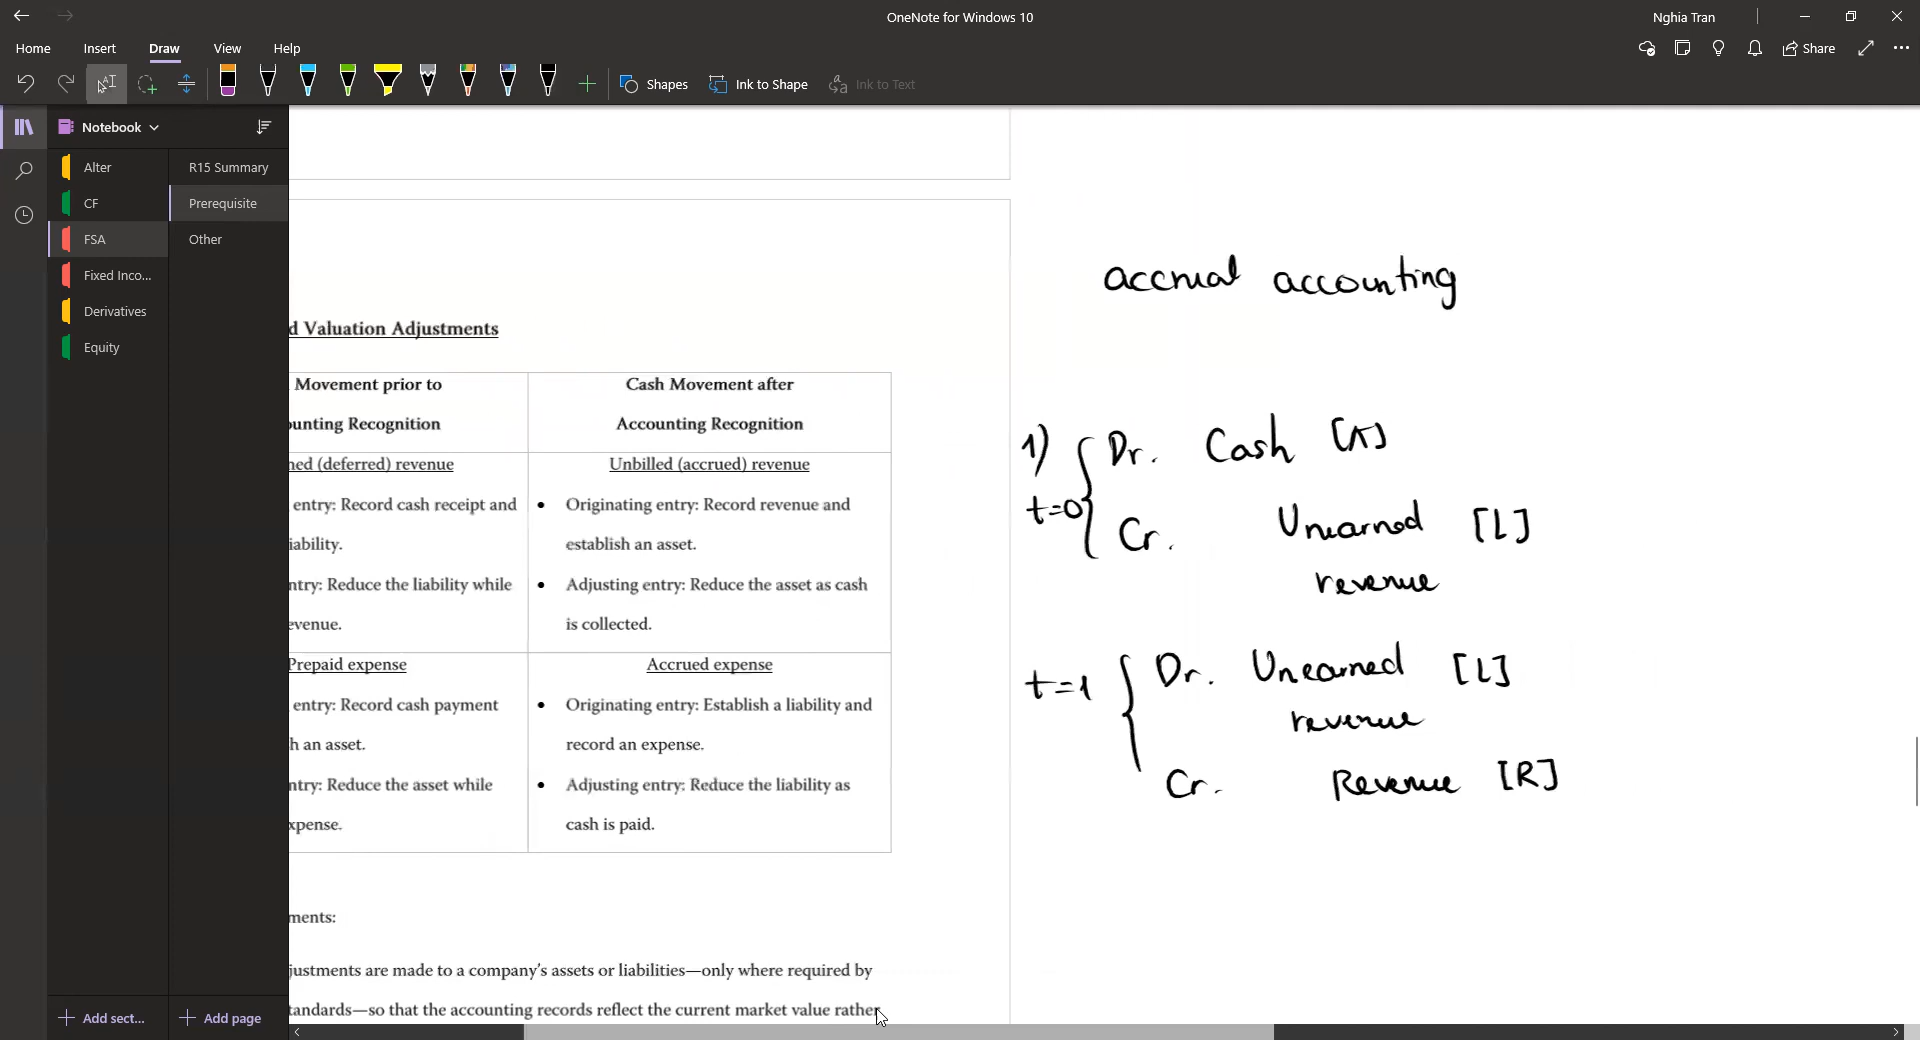 OneNote for Windows 10
Nghia Tran
Home Insert Draw View Help
Share
Shapes
Ink to Shape
Ink to Text
Notebook
Alter
CF
FSA
Fixed Inco...
Derivatives
Equity
R15 Summary
Prerequisite
Other
Add sect...
Add page
d Valuation Adjustments
Movement prior to
ounting Recognition
ned (deferred) revenue
entry: Record cash receipt and
iability.
ntry: Reduce the liability while
evenue.
Cash Movement after
Accounting Recognition
Unbilled (accrued) revenue
• Originating entry: Record revenue and
establish an asset.
• Adjusting entry: Reduce the asset as cash
is collected.
Prepaid expense
entry: Record cash payment
h an asset.
ntry: Reduce the asset while
xpense.
Accrued expense
• Originating entry: Establish a liability and
record an expense.
• Adjusting entry: Reduce the liability as
cash is paid.
ments:
justments are made to a company's assets or liabilities—only where required by
tandards—so that the accounting records reflect the current market value rather
accrual accounting
1)
t=0
Dr. Cash [A]
Cr. Unearned [L]
revenue
t=1
Dr. Unearned [L]
revenue
Cr. Revenue [R]